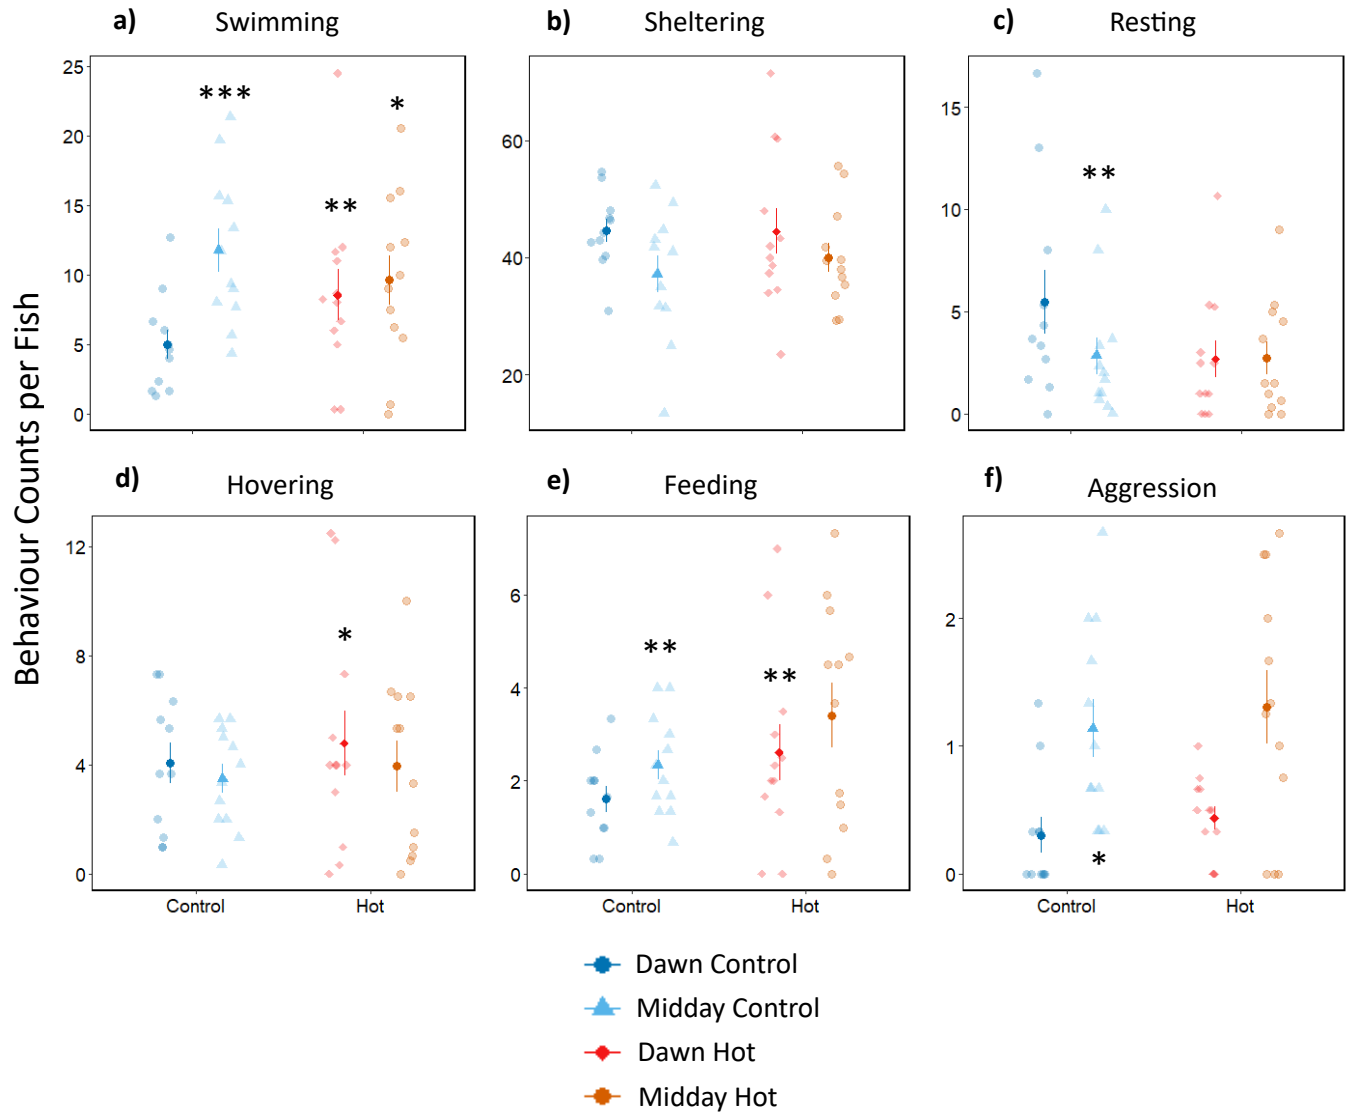 a) Swimming
b) Sheltering
c) Resting
25
20
15
10
5
0
***
**
*
60
40
20
15
10
5
0
**
Behaviour Counts per Fish
d) Hovering
e) Feeding
f) Aggression
12
8
4
0
*
6
4
2
0
**
**
2
1
0
*
Control
Hot
Control
Hot
Control
Hot
Dawn Control
Midday Control
Dawn Hot
Midday Hot